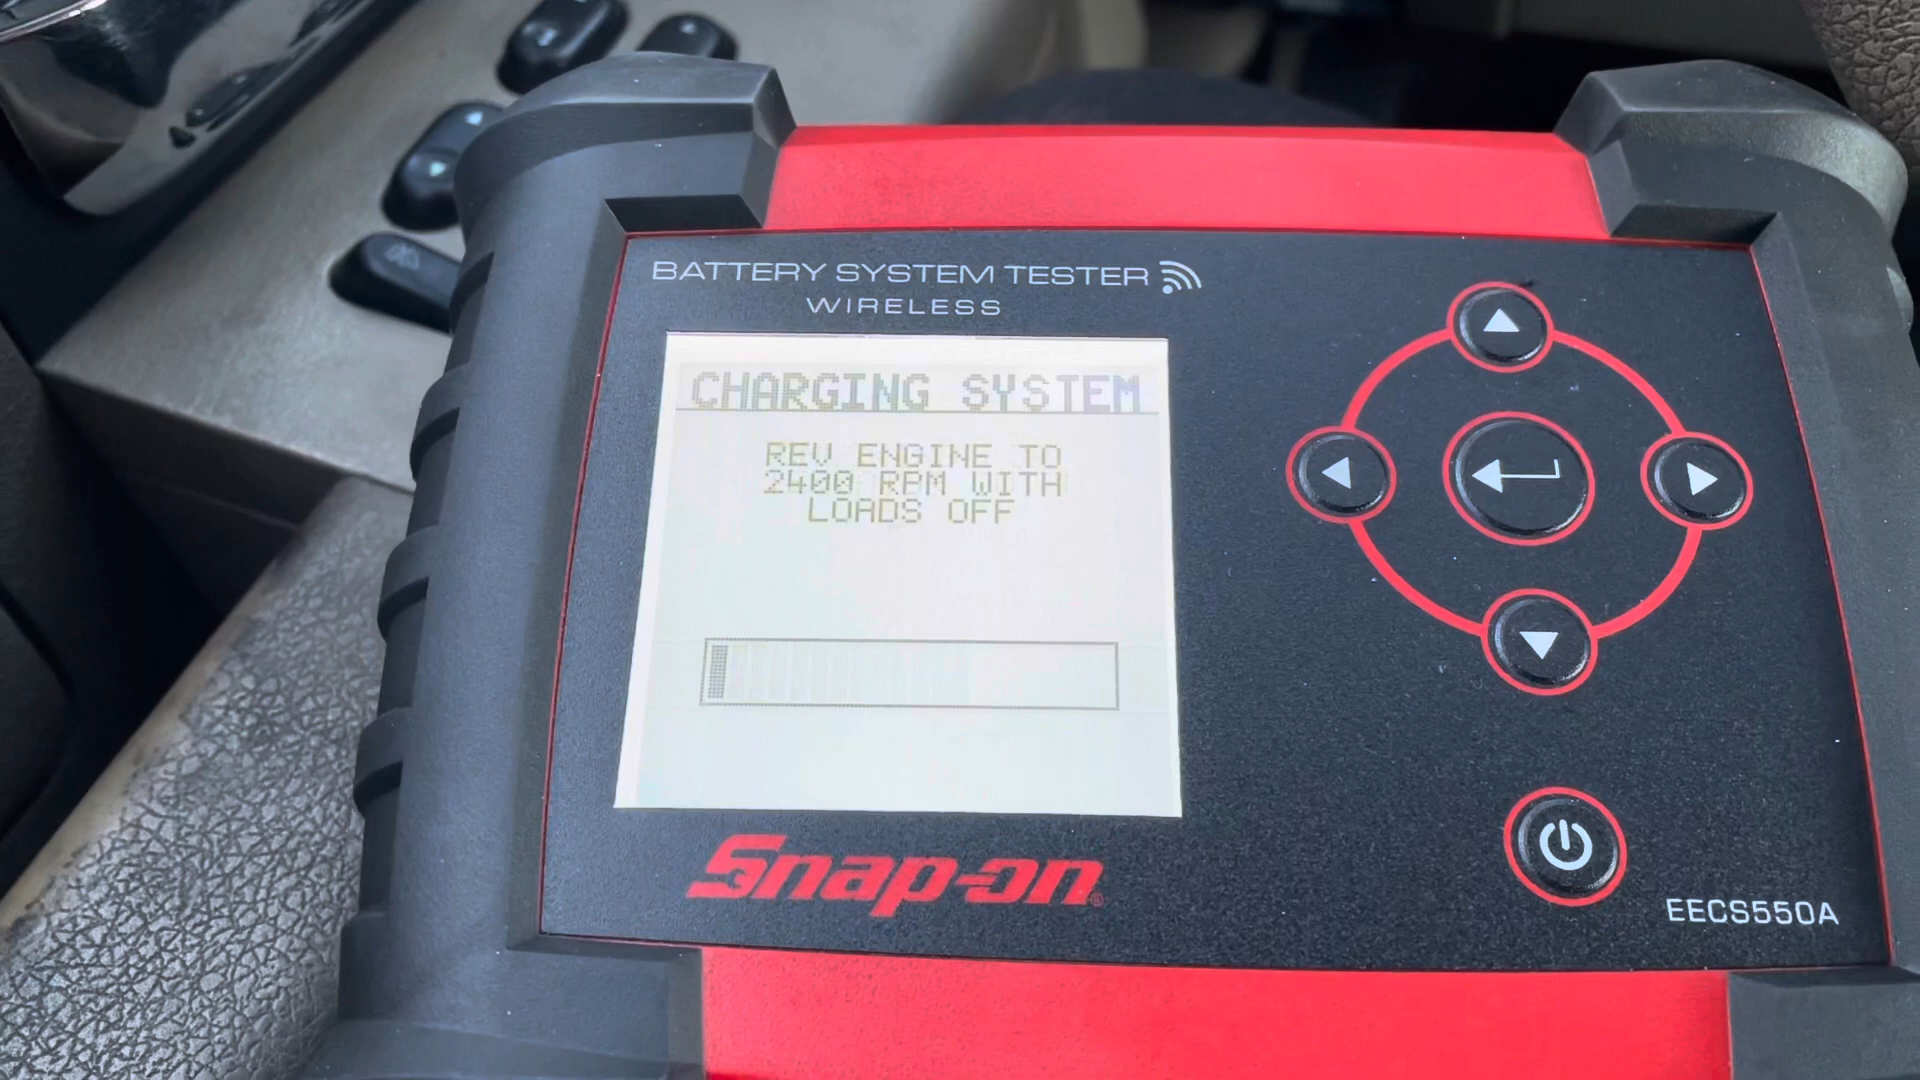 BATTERY SYSTEM TESTER
WIRELESS
CHARGING SYSTEM
REV ENGINE TO
2400 RPM WITH
LOADS OFF
Snap-on®
EECS550A